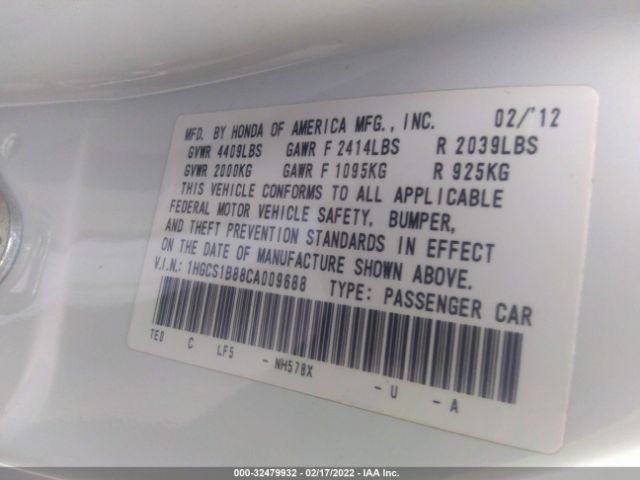 MFD. BY HONDA OF AMERICA MFG., INC. 02/'12
GVWR 4409LBS GAWR F 2414LBS R 2039LBS
GVWR 2000KG GAWR F 1095KG R 925KG
THIS VEHICLE CONFORMS TO ALL APPLICABLE
FEDERAL MOTOR VEHICLE SAFETY, BUMPER,
AND THEFT PREVENTION STANDARDS IN EFFECT
ON THE DATE OF MANUFACTURE SHOWN ABOVE.
V.I.N.: 1HGCS1B88CA009688 TYPE: PASSENGER CAR
TE0 C LF5 - NH578X - U - A
000-32479932 - 02/17/2022 - IAA Inc.